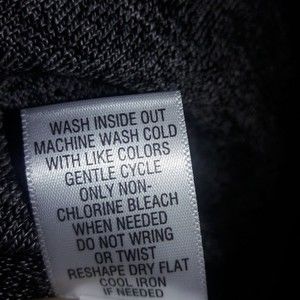 WASH INSIDE OUT
MACHINE WASH COLD
WITH LIKE COLORS
GENTLE CYCLE
ONLY NON-
CHLORINE BLEACH
WHEN NEEDED
DO NOT WRING
OR TWIST
RESHAPE DRY FLAT
COOL IRON
IF NEEDED